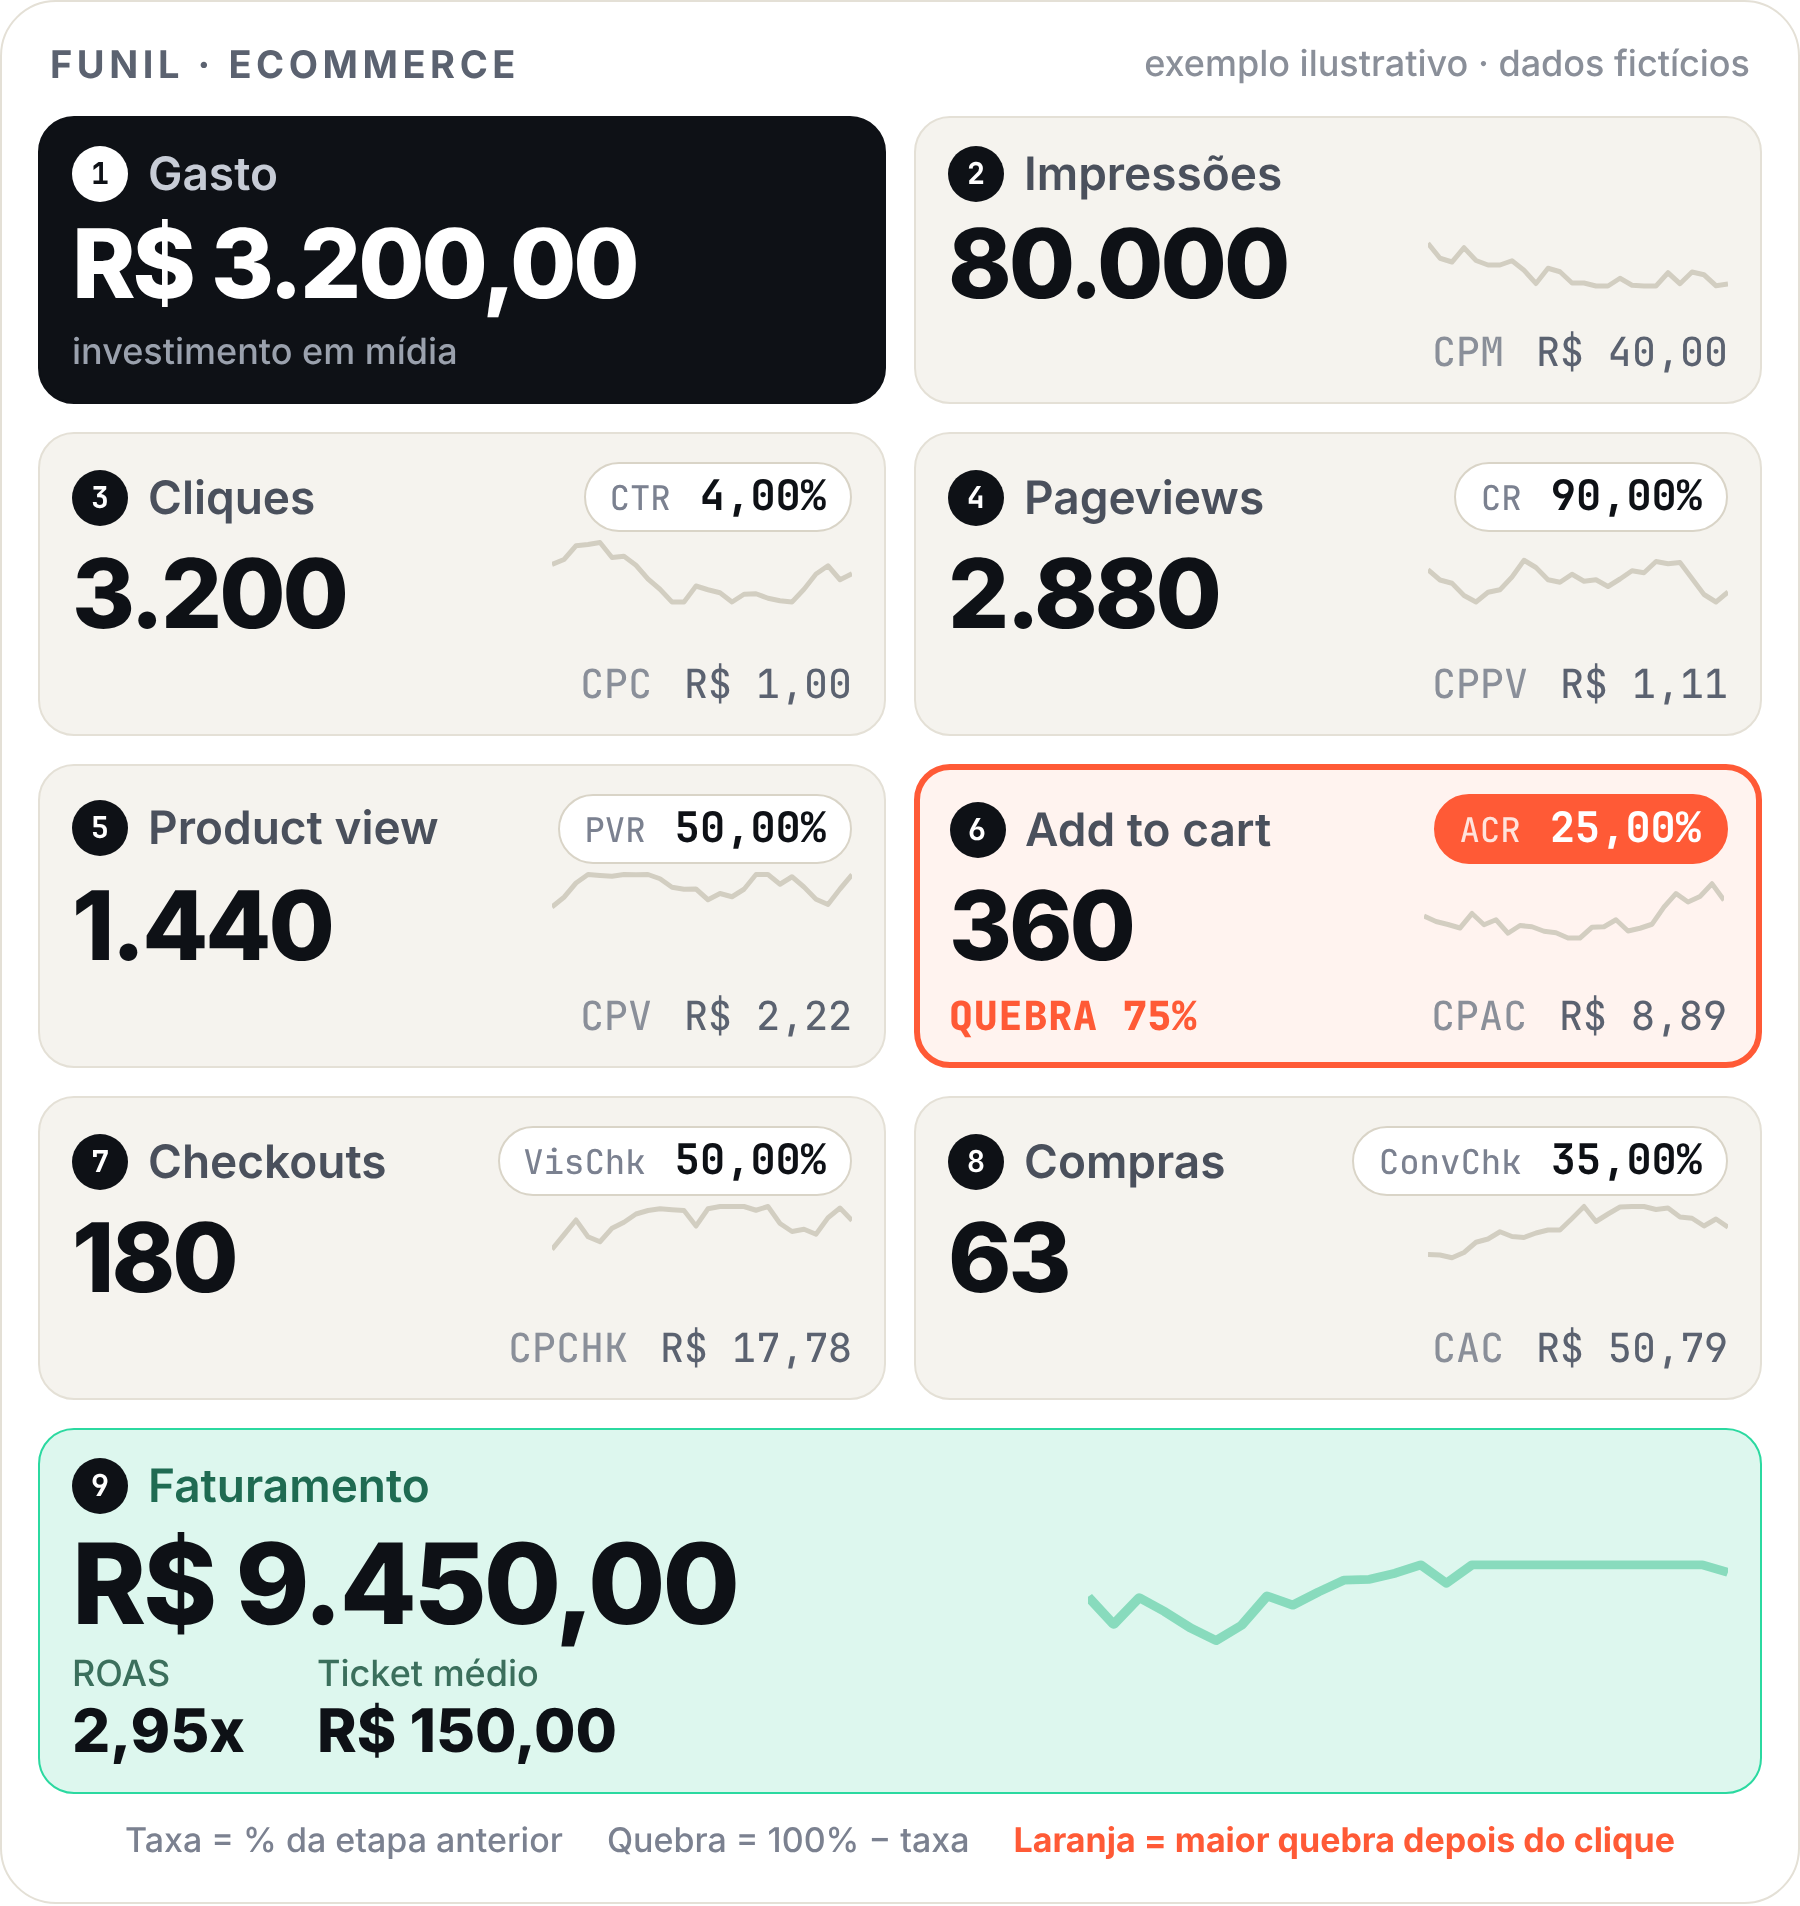 FUNIL · ECOMMERCE
exemplo ilustrativo · dados fictícios
1 Gasto
R$ 3.200,00
investimento em mídia
2 Impressões
80.000
CPM R$ 40,00
3 Cliques CTR 4,00%
3.200
CPC R$ 1,00
4 Pageviews CR 90,00%
2.880
CPPV R$ 1,11
5 Product view PVR 50,00%
1.440
CPV R$ 2,22
6 Add to cart ACR 25,00%
360
QUEBRA 75% CPAC R$ 8,89
7 Checkouts VisChk 50,00%
180
CPCHK R$ 17,78
8 Compras ConvChk 35,00%
63
CAC R$ 50,79
9 Faturamento
R$ 9.450,00
ROAS Ticket médio
2,95x R$ 150,00
Taxa = % da etapa anterior Quebra = 100% − taxa Laranja = maior quebra depois do clique